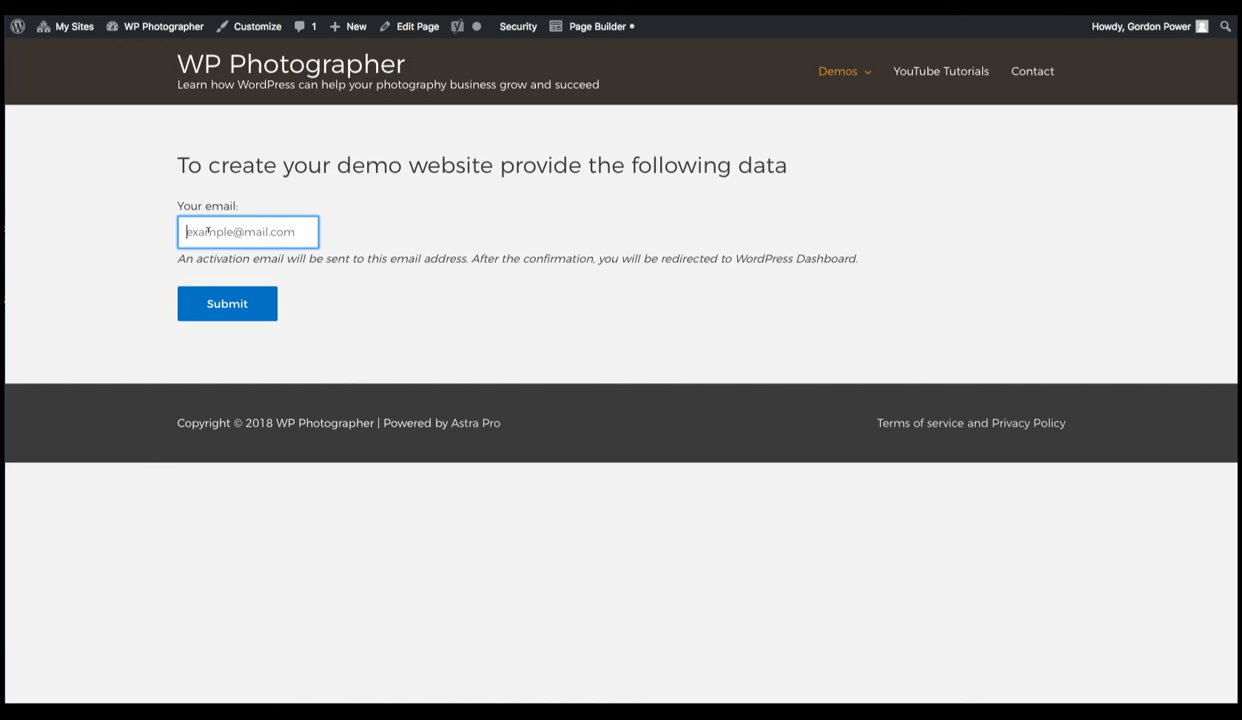 My Sites WP Photographer Customize 1 New Edit Page Security Page Builder Howdy, Gordon Power
WP Photographer
Learn how WordPress can help your photography business grow and succeed
Demos YouTube Tutorials Contact
To create your demo website provide the following data
Your email:
example@mail.com
An activation email will be sent to this email address. After the confirmation, you will be redirected to WordPress Dashboard.
Submit
Copyright © 2018 WP Photographer | Powered by Astra Pro
Terms of service and Privacy Policy